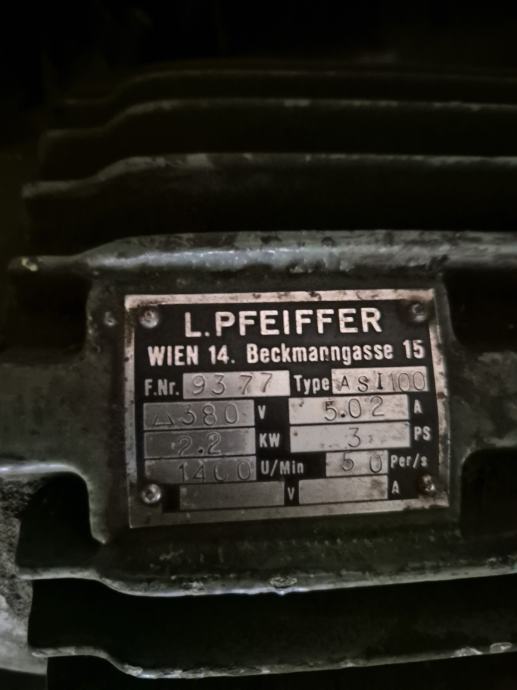 L.PFEIFFER
WIEN 14. Beckmanngasse 15
F.Nr. 9377 Type ASI100
△380 V 5.02 A
2.2 KW 3 PS
1400 U/Min 50 Per/s
V A